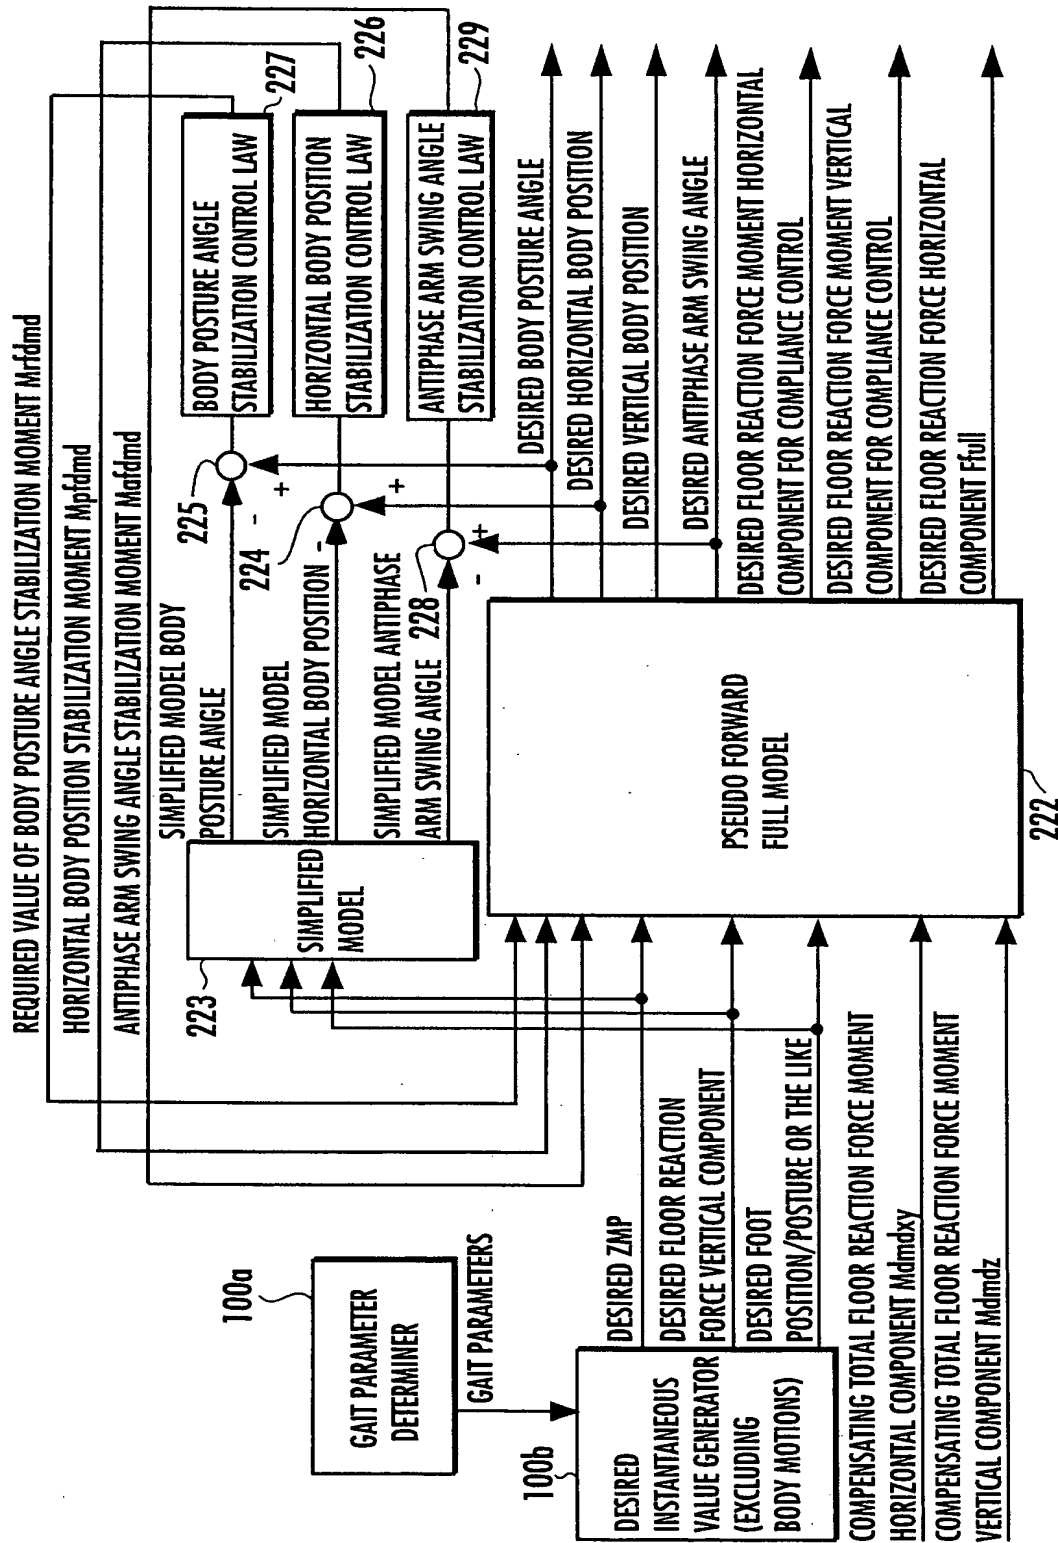 REQUIRED VALUE OF BODY POSTURE ANGLE STABILIZATION MOMENT Mrfdmd
HORIZONTAL BODY POSITION STABILIZATION MOMENT Mpfdmd
ANTIPHASE ARM SWING ANGLE STABILIZATION MOMENT Mafdmd
100a
GAIT PARAMETER
DETERMINER
GAIT PARAMETERS
100b
DESIRED
INSTANTANEOUS
VALUE GENERATOR
(EXCLUDING
BODY MOTIONS)
DESIRED ZMP
DESIRED FLOOR REACTION
FORCE VERTICAL COMPONENT
DESIRED FOOT
POSITION/POSTURE OR THE LIKE
COMPENSATING TOTAL FLOOR REACTION FORCE MOMENT
HORIZONTAL COMPONENT Mdmdxy
COMPENSATING TOTAL FLOOR REACTION FORCE MOMENT
VERTICAL COMPONENT Mdmdz
223
SIMPLIFIED
MODEL
SIMPLIFIED MODEL BODY
POSTURE ANGLE
SIMPLIFIED MODEL
HORIZONTAL BODY POSITION
SIMPLIFIED MODEL ANTIPHASE
ARM SWING ANGLE
225
-
+
224
-
+
228
-
+
BODY POSTURE ANGLE
STABILIZATION CONTROL LAW
227
HORIZONTAL BODY POSITION
STABILIZATION CONTROL LAW
226
ANTIPHASE ARM SWING ANGLE
STABILIZATION CONTROL LAW
229
PSEUDO FORWARD
FULL MODEL
222
DESIRED BODY POSTURE ANGLE
DESIRED HORIZONTAL BODY POSITION
DESIRED VERTICAL BODY POSITION
DESIRED ANTIPHASE ARM SWING ANGLE
DESIRED FLOOR REACTION FORCE MOMENT HORIZONTAL
COMPONENT FOR COMPLIANCE CONTROL
DESIRED FLOOR REACTION FORCE MOMENT VERTICAL
COMPONENT FOR COMPLIANCE CONTROL
DESIRED FLOOR REACTION FORCE HORIZONTAL
COMPONENT Ffull